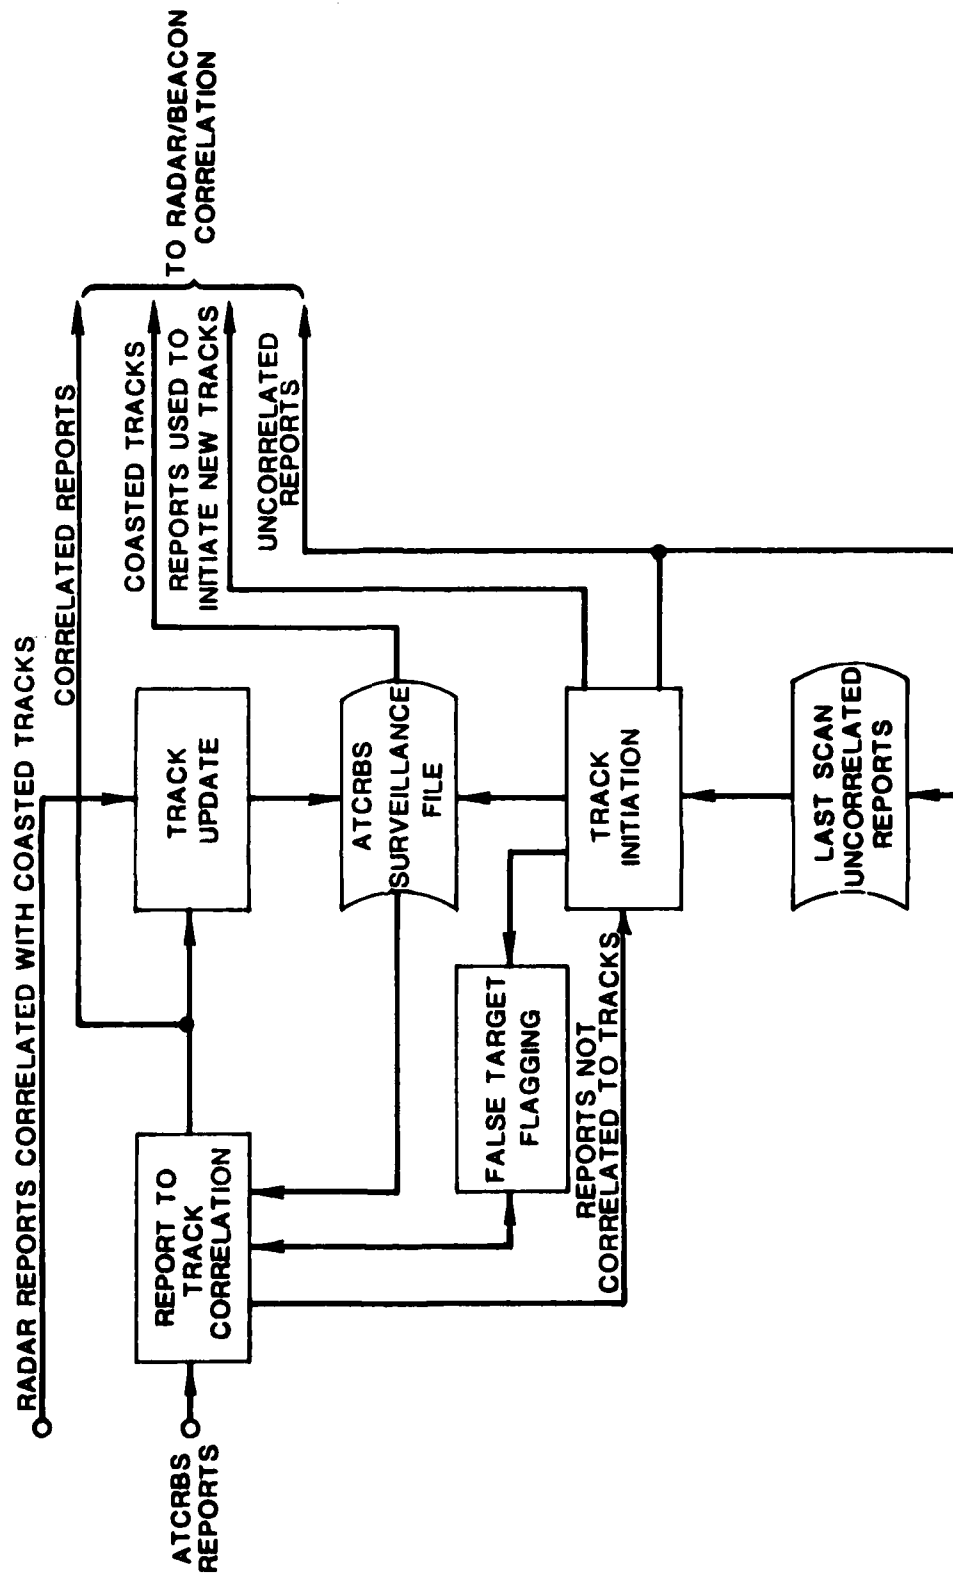 RADAR REPORTS CORRELATED WITH COASTED TRACKS
CORRELATED REPORTS
TO RADAR/BEACON
CORRELATION
COASTED TRACKS
REPORTS USED TO
INITIATE NEW TRACKS
UNCORRELATED
REPORTS
ATCRBS
REPORTS
REPORT TO
TRACK
CORRELATION
TRACK
UPDATE
ATCRBS
SURVEILLANCE
FILE
FALSE TARGET
FLAGGING
REPORTS NOT
CORRELATED TO TRACKS
TRACK
INITIATION
LAST SCAN
UNCORRELATED
REPORTS